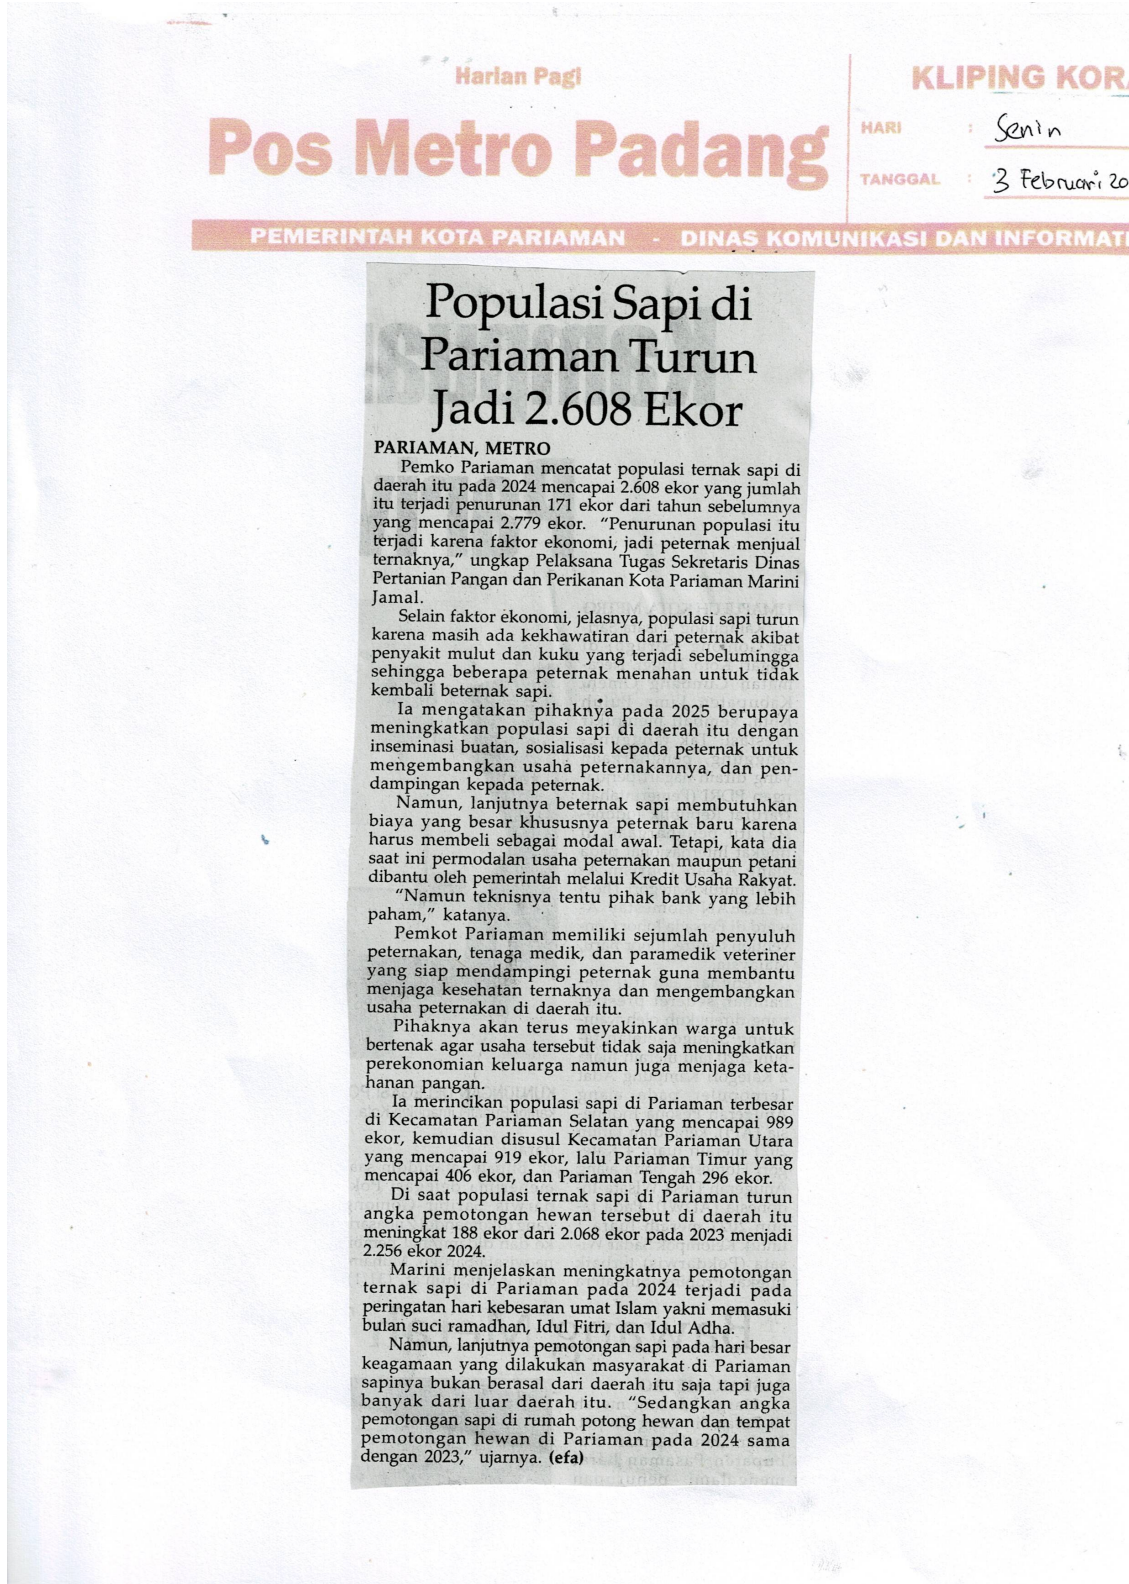 Harian Pagi
Pos Metro Padang
KLIPING KORA
HARI : Senin
TANGGAL : 3 Februari 20
PEMERINTAH KOTA PARIAMAN - DINAS KOMUNIKASI DAN INFORMATI
Populasi Sapi di
Pariaman Turun
Jadi 2.608 Ekor
PARIAMAN, METRO
Pemko Pariaman mencatat populasi ternak sapi di
daerah itu pada 2024 mencapai 2.608 ekor yang jumlah
itu terjadi penurunan 171 ekor dari tahun sebelumnya
yang mencapai 2.779 ekor. “Penurunan populasi itu
terjadi karena faktor ekonomi, jadi peternak menjual
ternaknya,” ungkap Pelaksana Tugas Sekretaris Dinas
Pertanian Pangan dan Perikanan Kota Pariaman Marini
Jamal.
Selain faktor ekonomi, jelasnya, populasi sapi turun
karena masih ada kekhawatiran dari peternak akibat
penyakit mulut dan kuku yang terjadi sebelumingga
sehingga beberapa peternak menahan untuk tidak
kembali beternak sapi.
Ia mengatakan pihaknya pada 2025 berupaya
meningkatkan populasi sapi di daerah itu dengan
inseminasi buatan, sosialisasi kepada peternak untuk
mengembangkan usaha peternakannya, dan pen-
dampingan kepada peternak.
Namun, lanjutnya beternak sapi membutuhkan
biaya yang besar khususnya peternak baru karena
harus membeli sebagai modal awal. Tetapi, kata dia
saat ini permodalan usaha peternakan maupun petani
dibantu oleh pemerintah melalui Kredit Usaha Rakyat.
“Namun teknisnya tentu pihak bank yang lebih
paham,” katanya.
Pemkot Pariaman memiliki sejumlah penyuluh
peternakan, tenaga medik, dan paramedik veteriner
yang siap mendampingi peternak guna membantu
menjaga kesehatan ternaknya dan mengembangkan
usaha peternakan di daerah itu.
Pihaknya akan terus meyakinkan warga untuk
bertenak agar usaha tersebut tidak saja meningkatkan
perekonomian keluarga namun juga menjaga keta-
hanan pangan.
Ia merincikan populasi sapi di Pariaman terbesar
di Kecamatan Pariaman Selatan yang mencapai 989
ekor, kemudian disusul Kecamatan Pariaman Utara
yang mencapai 919 ekor, lalu Pariaman Timur yang
mencapai 406 ekor, dan Pariaman Tengah 296 ekor.
Di saat populasi ternak sapi di Pariaman turun
angka pemotongan hewan tersebut di daerah itu
meningkat 188 ekor dari 2.068 ekor pada 2023 menjadi
2.256 ekor 2024.
Marini menjelaskan meningkatnya pemotongan
ternak sapi di Pariaman pada 2024 terjadi pada
peringatan hari kebesaran umat Islam yakni memasuki
bulan suci ramadhan, Idul Fitri, dan Idul Adha.
Namun, lanjutnya pemotongan sapi pada hari besar
keagamaan yang dilakukan masyarakat di Pariaman
sapinya bukan berasal dari daerah itu saja tapi juga
banyak dari luar daerah itu. “Sedangkan angka
pemotongan sapi di rumah potong hewan dan tempat
pemotongan hewan di Pariaman pada 2024 sama
dengan 2023,” ujarnya. (efa)